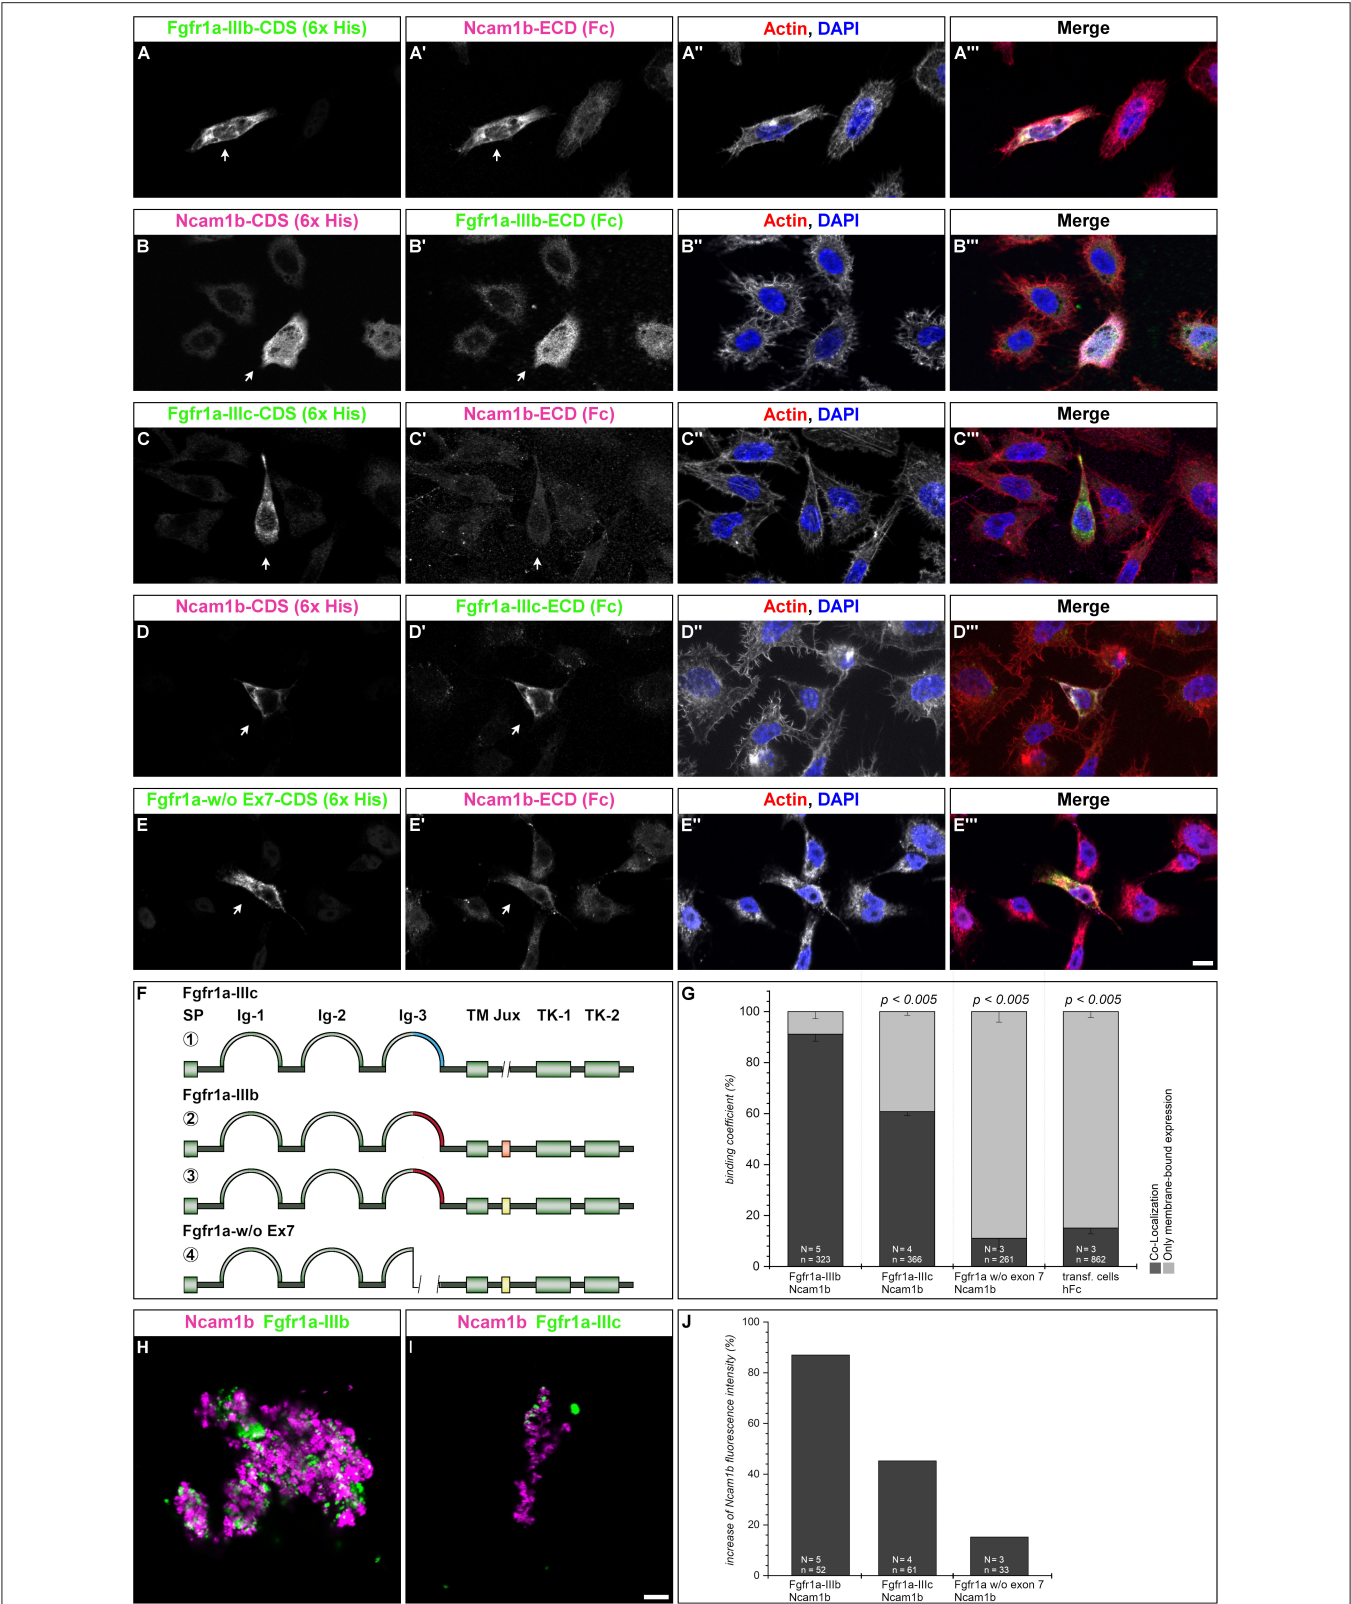 Fgfr1a-IIIb-CDS (6x His) Ncam1b-ECD (Fc) Actin, DAPI Merge
A A' A'' A'''
Ncam1b-CDS (6x His) Fgfr1a-IIIb-ECD (Fc) Actin, DAPI Merge
B B' B'' B'''
Fgfr1a-IIIc-CDS (6x His) Ncam1b-ECD (Fc) Actin, DAPI Merge
C C' C'' C'''
Ncam1b-CDS (6x His) Fgfr1a-IIIc-ECD (Fc) Actin, DAPI Merge
D D' D'' D'''
Fgfr1a-w/o Ex7-CDS (6x His) Ncam1b-ECD (Fc) Actin, DAPI Merge
E E' E'' E'''
F
Fgfr1a-IIIc
SP Ig-1 Ig-2 Ig-3 TM Jux TK-1 TK-2
1
Fgfr1a-IIIb
2
3
Fgfr1a-w/o Ex7
4
G
p < 0.005 p < 0.005 p < 0.005
binding coefficient (%)
100
80
60
40
20
0
N = 5 N = 4 N = 3 N = 3
n = 323 n = 366 n = 261 n = 862
Fgfr1a-IIIb Fgfr1a-IIIc Fgfr1a w/o exon 7 transf. cells
Ncam1b Ncam1b Ncam1b hFc
Co-Localization
Only membrane-bound expression
Ncam1b Fgfr1a-IIIb
H
Ncam1b Fgfr1a-IIIc
I
J
increase of Ncam1b fluorescence intensity (%)
100
80
60
40
20
0
N = 5 N = 4 N = 3
n = 52 n = 61 n = 33
Fgfr1a-IIIb Fgfr1a-IIIc Fgfr1a w/o exon 7
Ncam1b Ncam1b Ncam1b